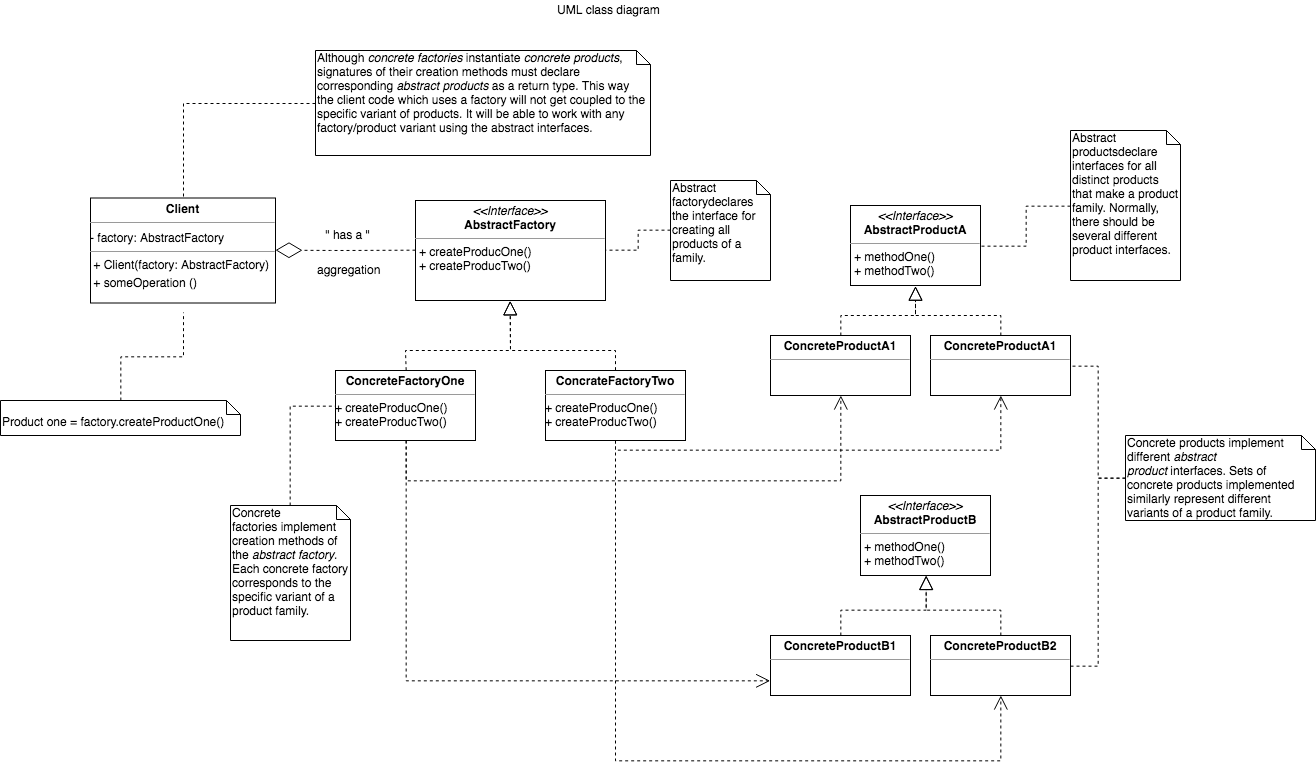 UML class diagram
Although concrete factories instantiate concrete products,
signatures of their creation methods must declare
corresponding abstract products as a return type. This way
the client code which uses a factory will not get coupled to the
specific variant of products. It will be able to work with any
factory/product variant using the abstract interfaces.
Abstract
productsdeclare
interfaces for all
distinct products
that make a product
family. Normally,
there should be
several different
product interfaces.
Client
- factory: AbstractFactory
+ Client(factory: AbstractFactory)
+ someOperation ()
" has a "
aggregation
<<Interface>>
AbstractFactory
+ createProducOne()
+ createProducTwo()
Abstract
factorydeclares
the interface for
creating all
products of a
family.
<<Interface>>
AbstractProductA
+ methodOne()
+ methodTwo()
ConcreteProductA1
ConcreteProductA1
ConcreteFactoryOne
+ createProducOne()
+ createProducTwo()
ConcrateFactoryTwo
+ createProducOne()
+ createProducTwo()
Product one = factory.createProductOne()
Concrete products implement
different abstract
product interfaces. Sets of
concrete products implemented
similarly represent different
variants of a product family.
Concrete
factories implement
creation methods of
the abstract factory.
Each concrete factory
corresponds to the
specific variant of a
product family.
<<Interface>>
AbstractProductB
+ methodOne()
+ methodTwo()
ConcreteProductB1
ConcreteProductB2